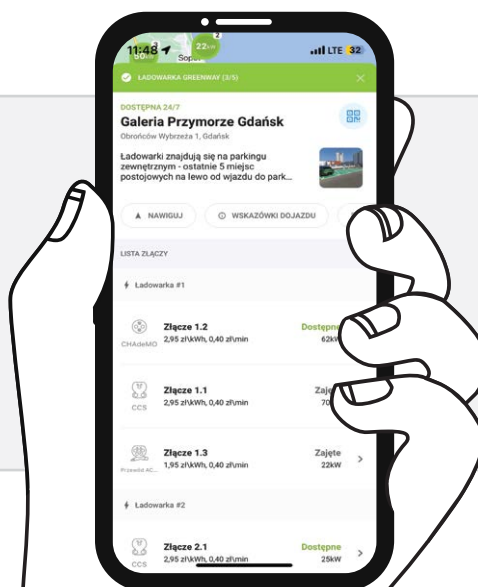 2
22kW
11:48
LTE 32
ŁADOWARKA GREENWAY (3/5)
DOSTĘPNA 24/7
Galeria Przymorze Gdańsk
Obrońców Wybrzeża 1, Gdańsk
Ładowarki znajdują się na parkingu
zewnętrznym - ostatnie 5 miejsc
postojowych na lewo od wjazdu do park...
NAWIGUJ
WSKAZÓWKI DOJAZDU
LISTA ZŁĄCZY
Ładowarka #1
Złącze 1.2 Dostępne
CHAdeMO 2,95 zł\kWh, 0,40 zł\min 62kW
Złącze 1.1
CCS 2,95 zł\kWh, 0,40 zł\min
Złącze 1.3 Zajęte
Przewód AC... 1,95 zł\kWh, 0,40 zł\min 22kW
Ładowarka #2
Złącze 2.1 Dostępne
CCS 2,95 zł\kWh, 0,40 zł\min 25kW